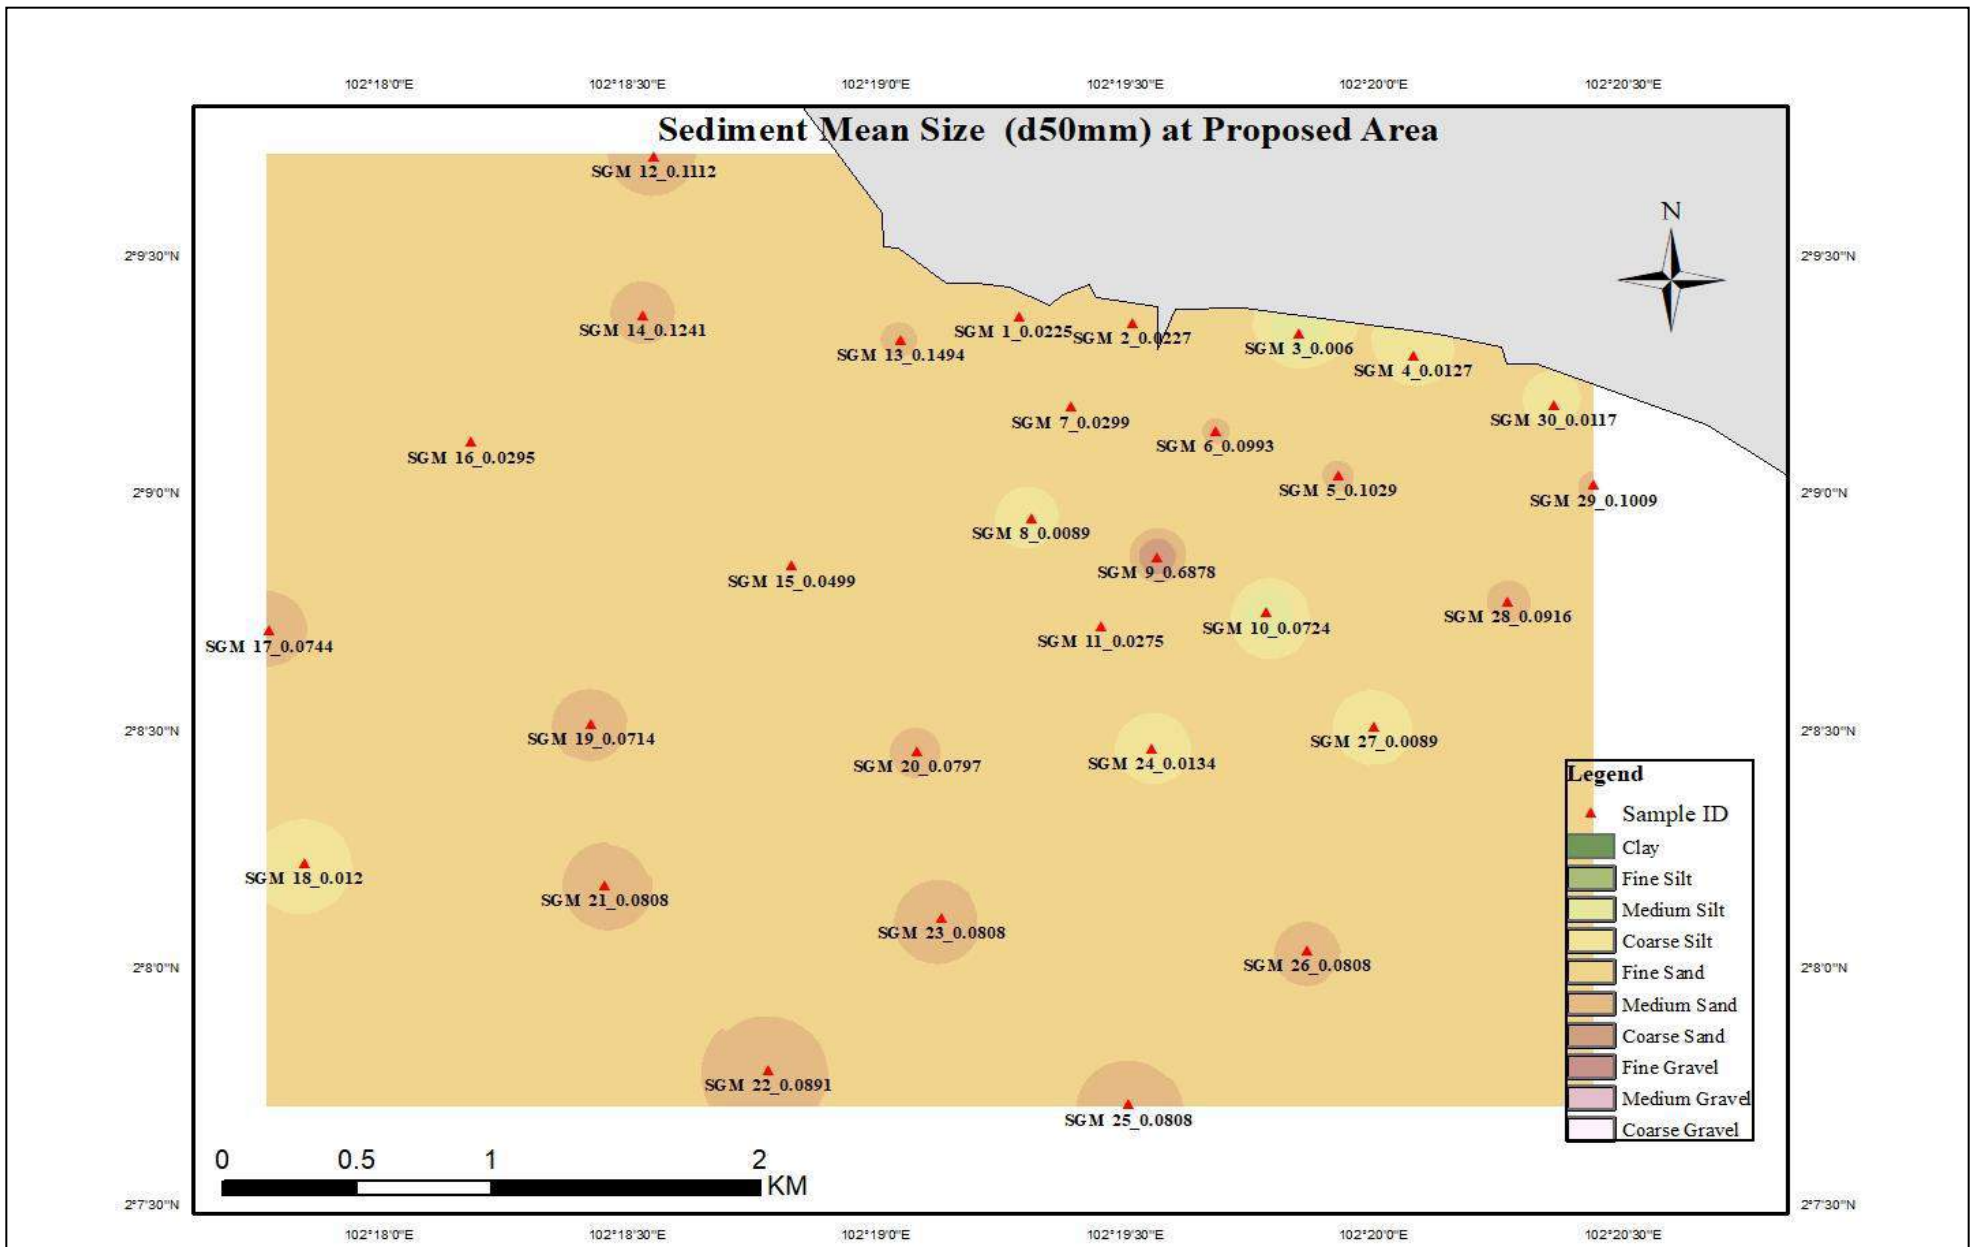 102°18'0"E 102°18'30"E 102°19'0"E 102°19'30"E 102°20'0"E 102°20'30"E
Sediment Mean Size (d50mm) at Proposed Area
SGM 12_0.1112
N
2°9'30"N 2°9'30"N
SGM 14_0.1241
SGM 1_0.0225
SGM 2_0.0227
SGM 13_0.1494
SGM 3_0.006
SGM 4_0.0127
SGM 7_0.0299
SGM 30_0.0117
SGM 6_0.0993
SGM 16_0.0295
2°9'0"N 2°9'0"N
SGM 5_0.1029
SGM 29_0.1009
SGM 8_0.0089
SGM 9_0.6878
SGM 15_0.0499
SGM 28_0.0916
SGM 10_0.0724
SGM 11_0.0275
SGM 17_0.0744
2°8'30"N 2°8'30"N
SGM 19_0.0714
SGM 27_0.0089
SGM 24_0.0134
SGM 20_0.0797
SGM 18_0.012
SGM 21_0.0808
SGM 23_0.0808
SGM 26_0.0808
2°8'0"N 2°8'0"N
SGM 22_0.0891
SGM 25_0.0808
Legend
Sample ID
Clay
Fine Silt
Medium Silt
Coarse Silt
Fine Sand
Medium Sand
Coarse Sand
Fine Gravel
Medium Gravel
Coarse Gravel
0 0.5 1 2
KM
2°7'30"N 2°7'30"N
102°18'0"E 102°18'30"E 102°19'0"E 102°19'30"E 102°20'0"E 102°20'30"E